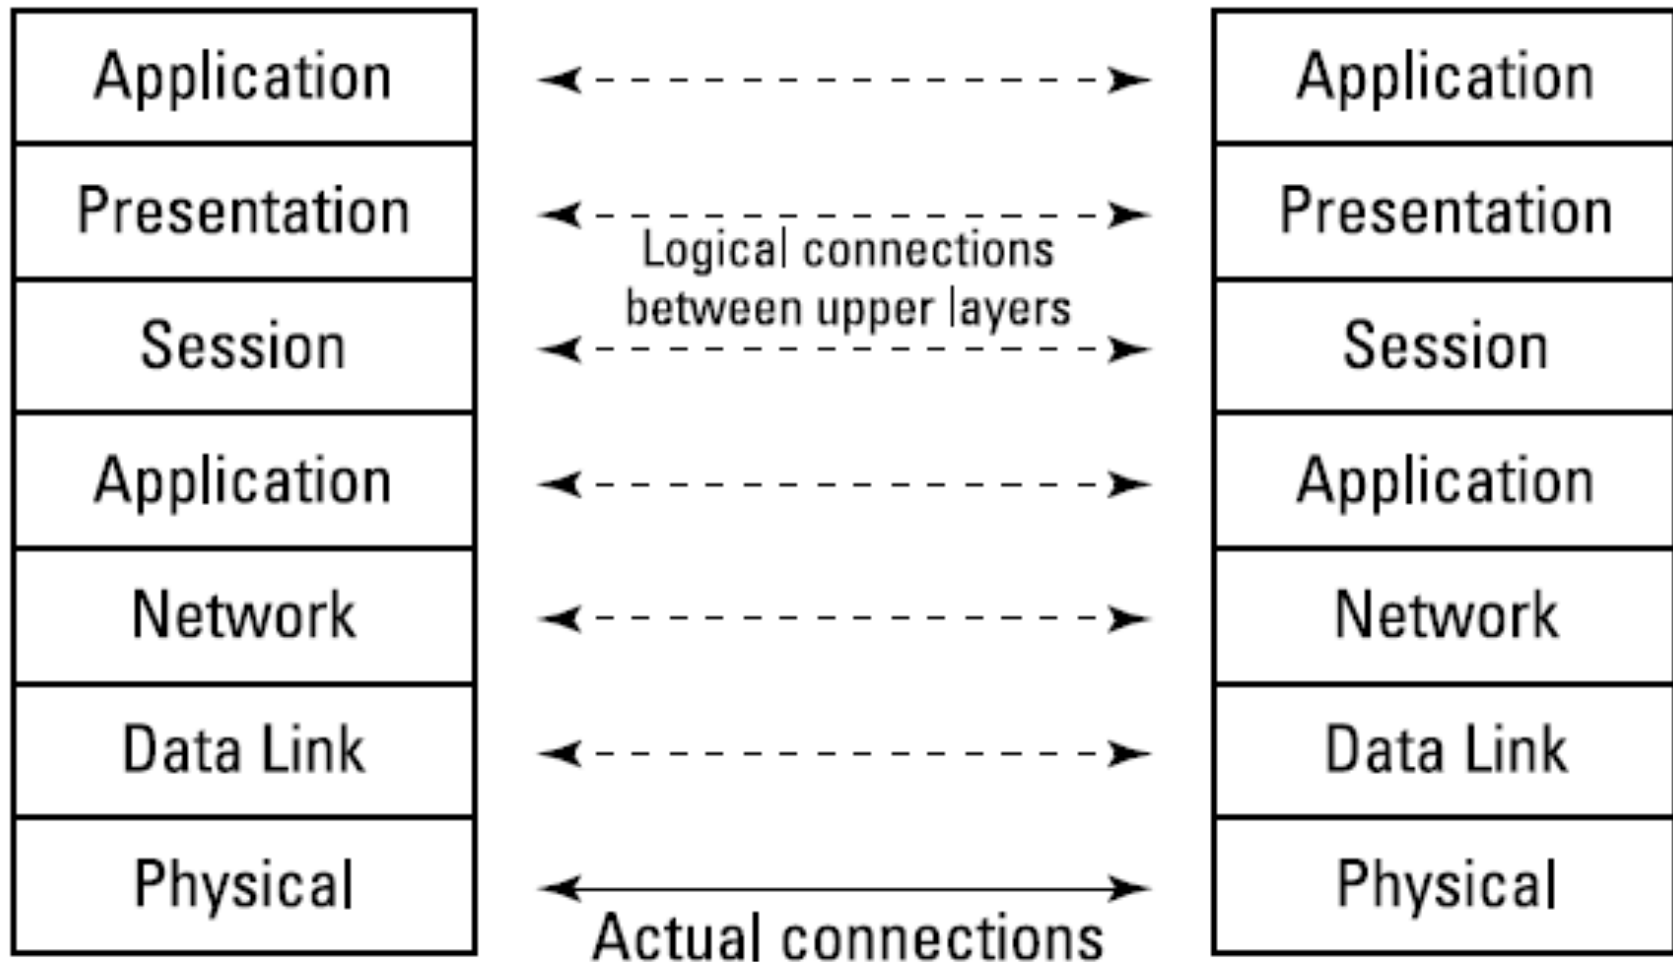 Application
Application
Presentation
Presentation
Logical connections
between upper layers
Session
Session
Application
Application
Network
Network
Data Link
Data Link
Physical
Physical
Actual connections